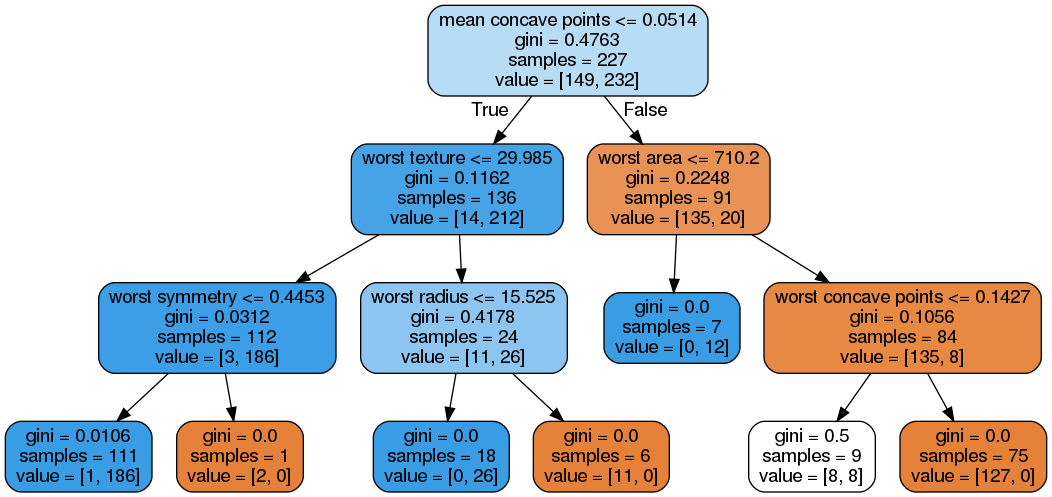 mean concave points <= 0.0514
gini = 0.4763
samples = 227
value = [149, 232]
True
False
worst texture <= 29.985
gini = 0.1162
samples = 136
value = [14, 212]
worst area <= 710.2
gini = 0.2248
samples = 91
value = [135, 20]
worst symmetry <= 0.4453
gini = 0.0312
samples = 112
value = [3, 186]
worst radius <= 15.525
gini = 0.4178
samples = 24
value = [11, 26]
gini = 0.0
samples = 7
value = [0, 12]
worst concave points <= 0.1427
gini = 0.1056
samples = 84
value = [135, 8]
gini = 0.0106
samples = 111
value = [1, 186]
gini = 0.0
samples = 1
value = [2, 0]
gini = 0.0
samples = 18
value = [0, 26]
gini = 0.0
samples = 6
value = [11, 0]
gini = 0.5
samples = 9
value = [8, 8]
gini = 0.0
samples = 75
value = [127, 0]